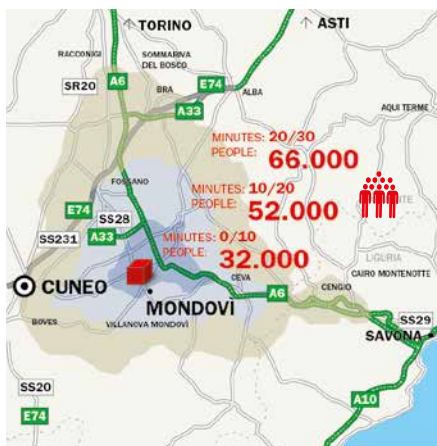 TORINO
ASTI
RACCONIGI
SOMMARIVA
DEL BOSCO
A6
E74
SR20
BRA
A33
ALBA
AQUI TERME
MINUTES: 20/30
PEOPLE:
66.000
FOSSANO
MINUTES: 10/20
PEOPLE:
52.000
E74
SS28
SS231
A33
MINUTES: 0/10
PEOPLE:
32.000
LIGURIA
CAIRO MONTENOTTE
CUNEO
CEVA
A6
CENGIO
MONDOVÌ
BOVES
VILLANOVA MONDOVÌ
SS29
SAVONA
SS20
E74
A10